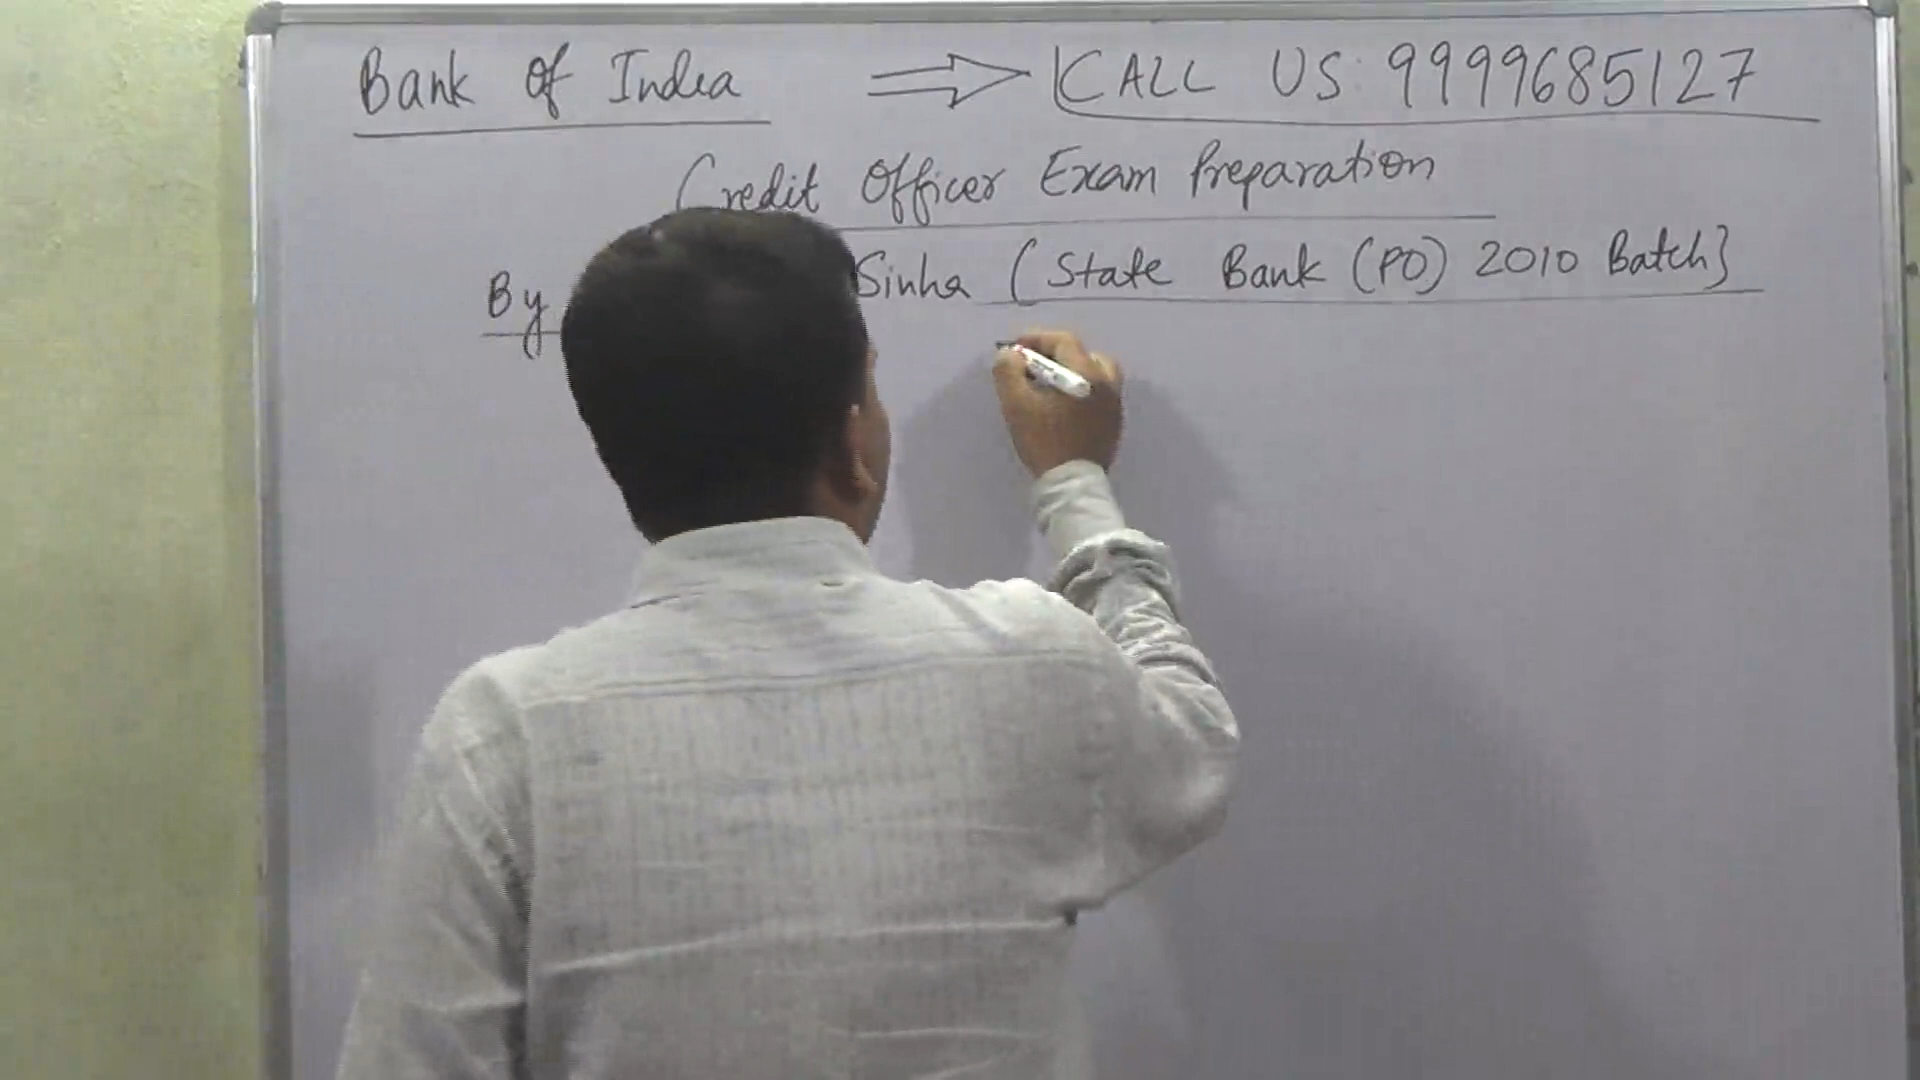 Bank Of India ⇒ CALL US: 9999685127
Credit Officer Exam Preparation
By Sinha (State Bank (PO) 2010 Batch}